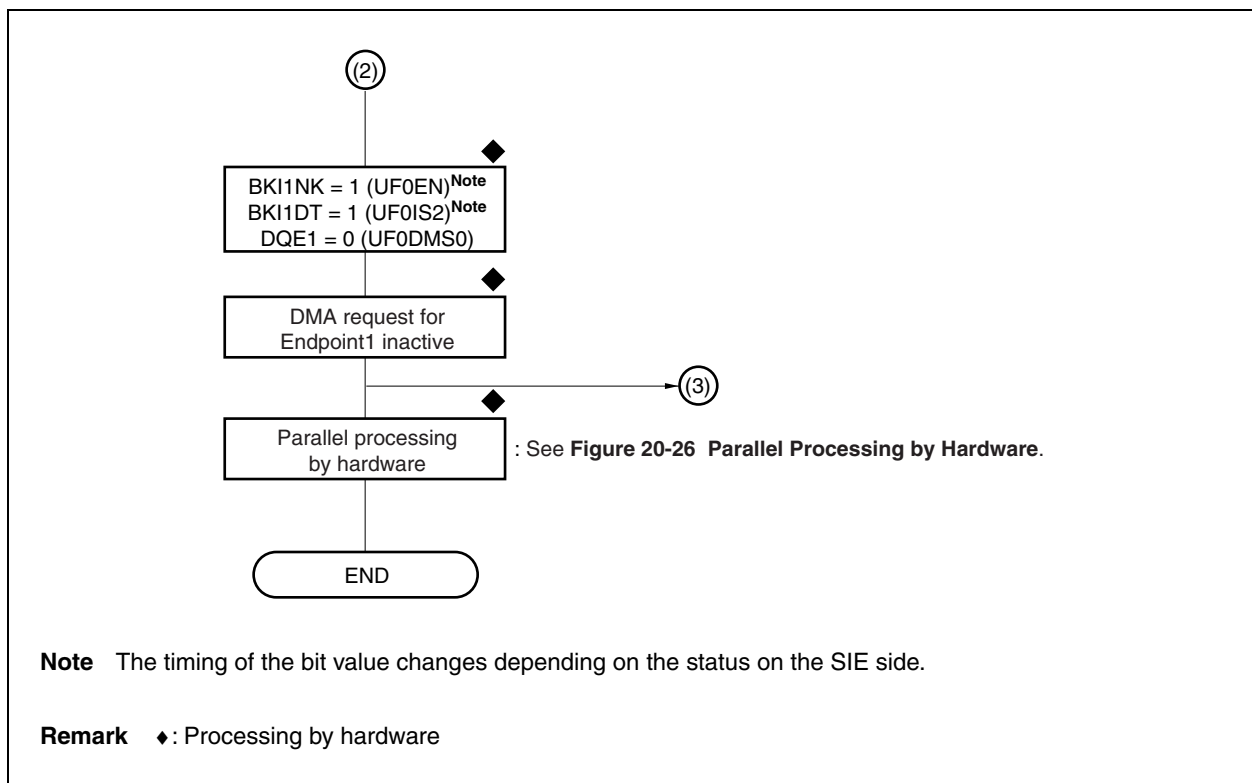 (2)
◆
BKI1NK = 1 (UF0EN)Note
BKI1DT = 1 (UF0IS2)Note
DQE1 = 0 (UF0DMS0)
◆
DMA request for
Endpoint1 inactive
(3)
◆
Parallel processing
by hardware
: See Figure 20-26 Parallel Processing by Hardware.
END
Note The timing of the bit value changes depending on the status on the SIE side.
Remark ♦: Processing by hardware